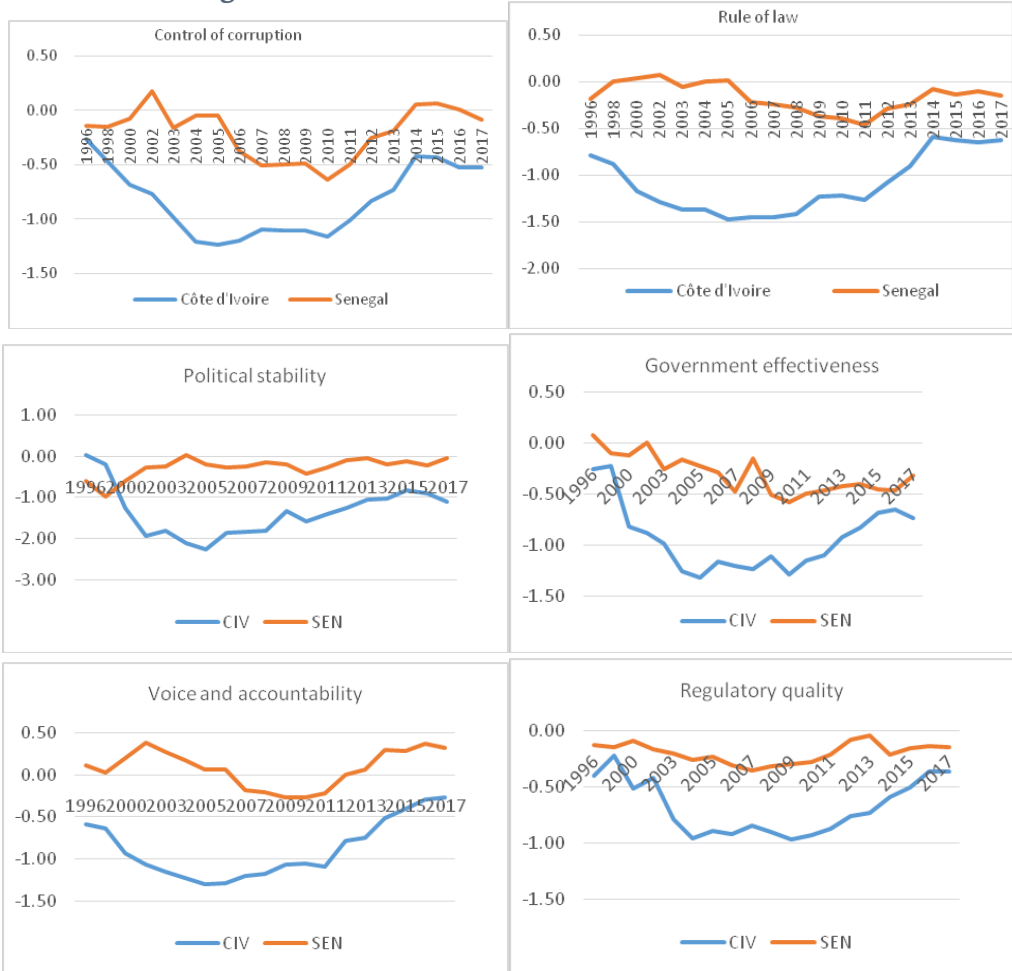 Control of corruption
0.50
0.00
-0.50
-1.00
-1.50
1996 1998 2000 2002 2003 2004 2005 2006 2007 2008 2009 2010 2011 2012 2013 2014 2015 2016 2017
Côte d'Ivoire Senegal
Rule of law
0.50
0.00
-0.50
-1.00
-1.50
-2.00
1996 1998 2000 2002 2003 2004 2005 2006 2007 2008 2009 2010 2011 2012 2013 2014 2015 2016 2017
Côte d'Ivoire Senegal
Political stability
1.00
0.00
-1.00
-2.00
-3.00
1996 2000 2003 2005 2007 2009 2011 2013 2015 2017
CIV SEN
Government effectiveness
0.50
0.00
-0.50
-1.00
-1.50
1996 2000 2003 2005 2007 2009 2011 2013 2015 2017
CIV SEN
Voice and accountability
0.50
0.00
-0.50
-1.00
-1.50
1996 2000 2003 2005 2007 2009 2011 2013 2015 2017
CIV SEN
Regulatory quality
0.00
-0.50
-1.00
-1.50
1996 2000 2003 2005 2007 2009 2011 2013 2015 2017
CIV SEN